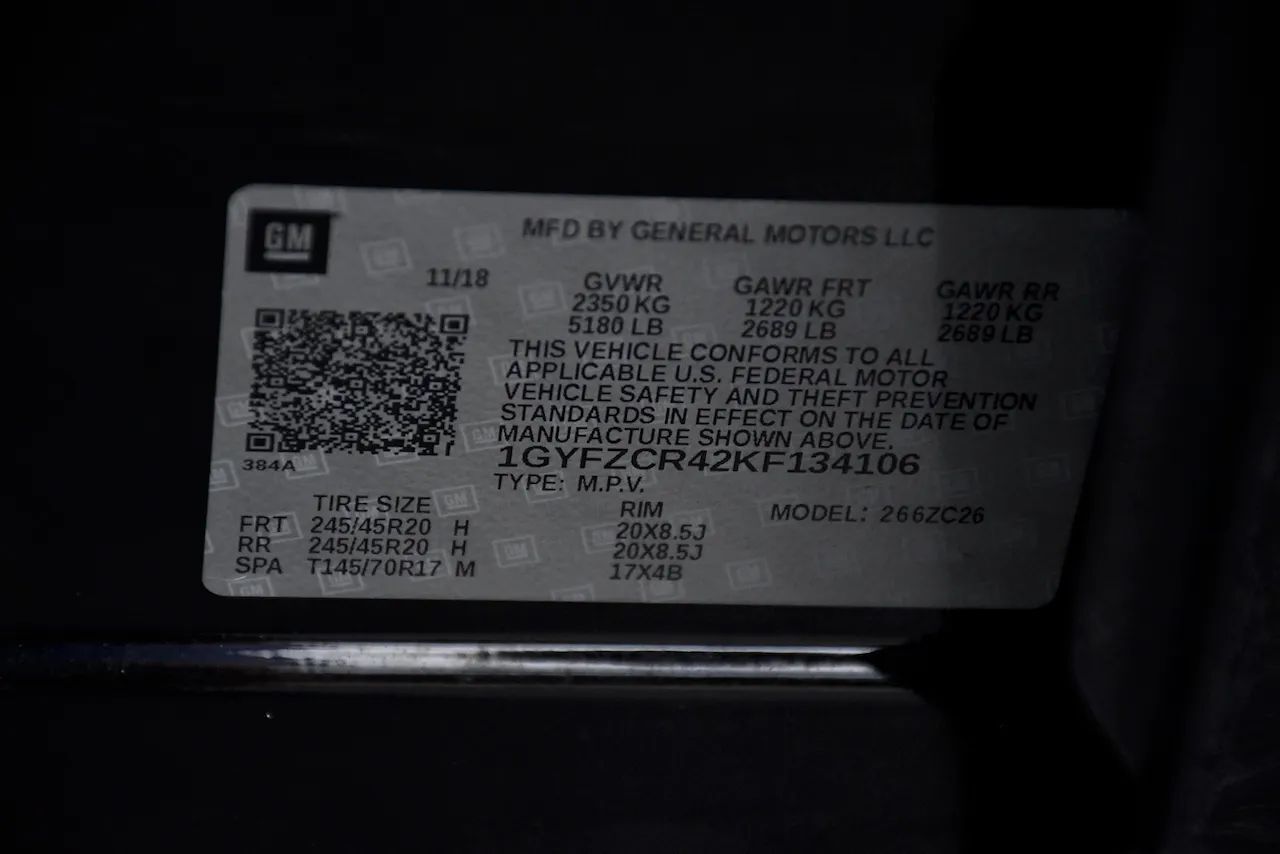 GM
MFD BY GENERAL MOTORS LLC
11/18
GVWR GAWR FRT GAWR RR
2350 KG 1220 KG 1220 KG
5180 LB 2689 LB 2689 LB
THIS VEHICLE CONFORMS TO ALL
APPLICABLE U.S. FEDERAL MOTOR
VEHICLE SAFETY AND THEFT PREVENTION
STANDARDS IN EFFECT ON THE DATE OF
MANUFACTURE SHOWN ABOVE.
384A
1GYFZCR42KF134106
TYPE: M.P.V.
TIRE SIZE RIM MODEL: 266ZC26
FRT 245/45R20 H 20X8.5J
RR 245/45R20 H 20X8.5J
SPA T145/70R17 M 17X4B